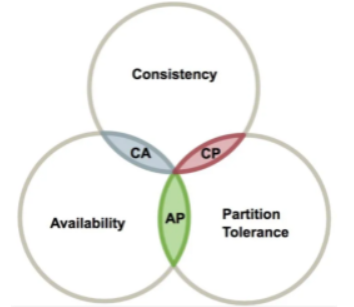 Consistency
CA
CP
Availability
AP
Partition
Tolerance